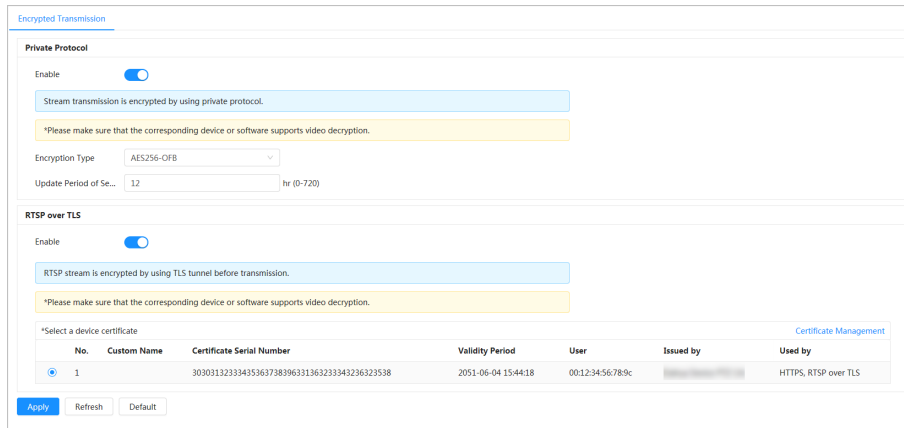 Encrypted Transmission
Private Protocol
Enable
Stream transmission is encrypted by using private protocol.
*Please make sure that the corresponding device or software supports video decryption.
Encryption Type AES256-OFB
Update Period of Se... 12 hr (0-720)
RTSP over TLS
Enable
RTSP stream is encrypted by using TLS tunnel before transmission.
*Please make sure that the corresponding device or software supports video decryption.
*Select a device certificate Certificate Management
No. Custom Name Certificate Serial Number Validity Period User Issued by Used by
1 303031323334353637383963313632333432363235​38 2051-06-04 15:44:18 00:12:34:56:78:9c HTTPS, RTSP over TLS
Apply Refresh Default